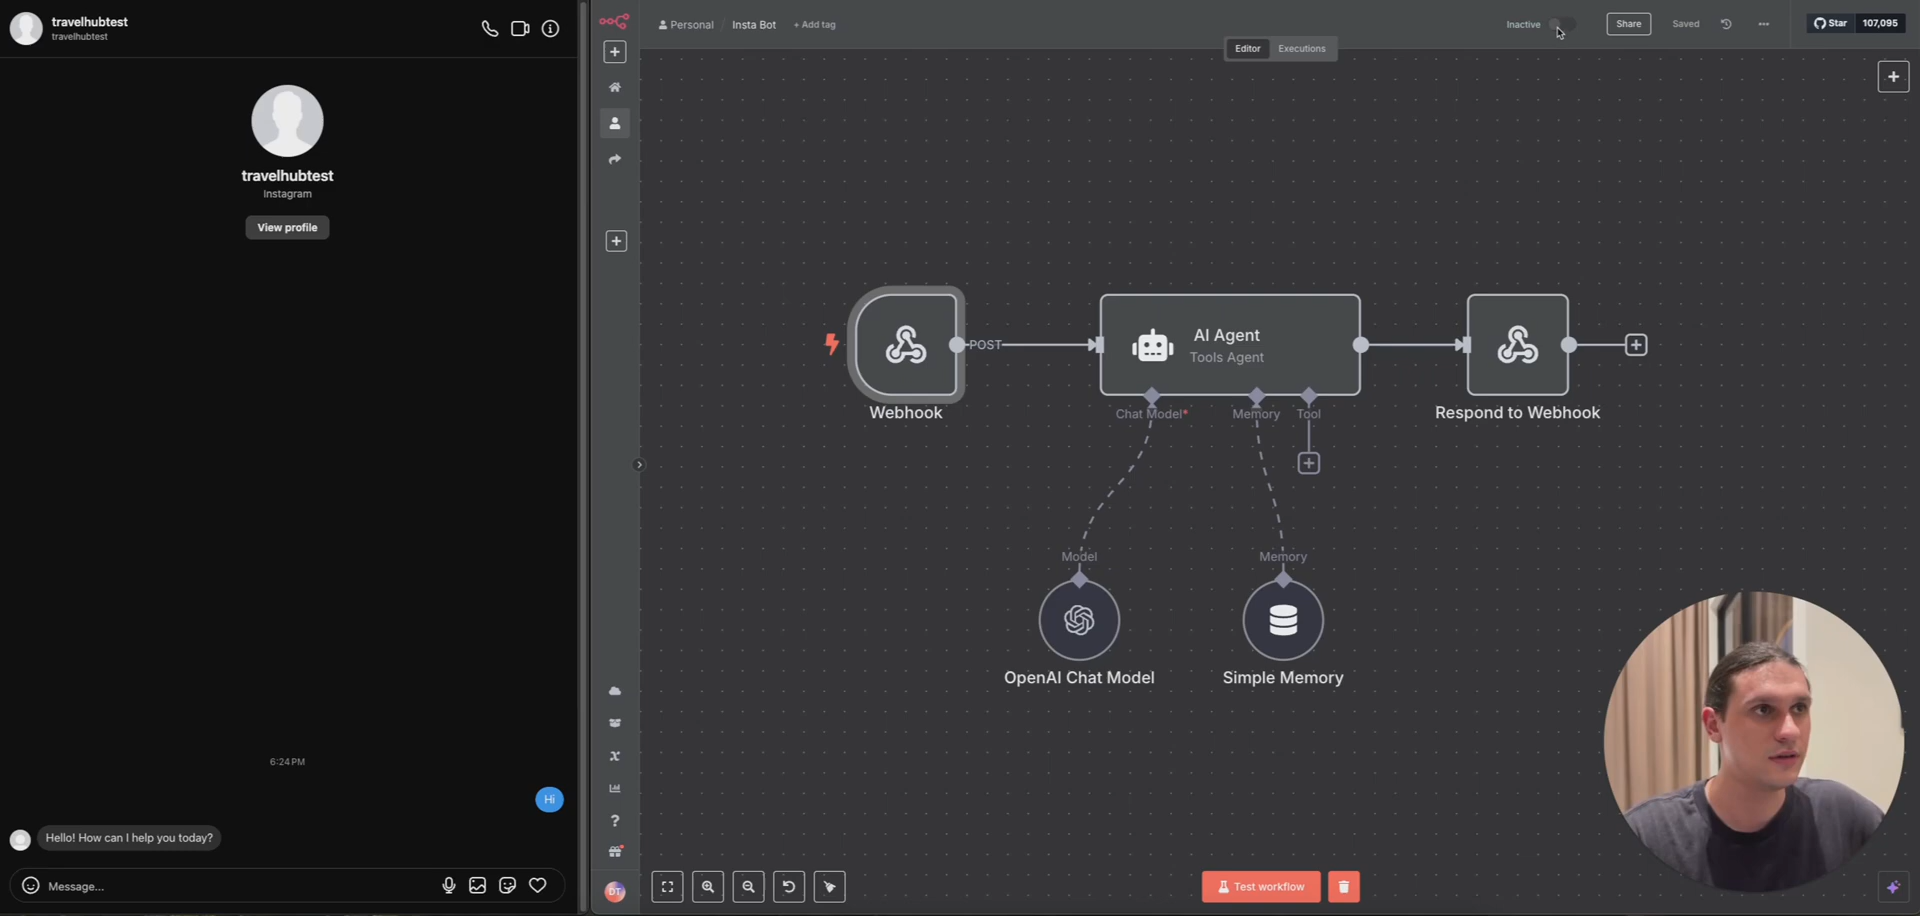 travelhubtest
travelhubtest
travelhubtest
Instagram
View profile
6:24 PM
Hi
Hello! How can I help you today?
Message...
Personal / Insta Bot + Add tag
Inactive
Share
Saved
Star 107,095
Editor Executions
POST
AI Agent
Tools Agent
Chat Model*
Memory
Tool
Webhook
Respond to Webhook
Model
Memory
OpenAI Chat Model
Simple Memory
DT
Test workflow